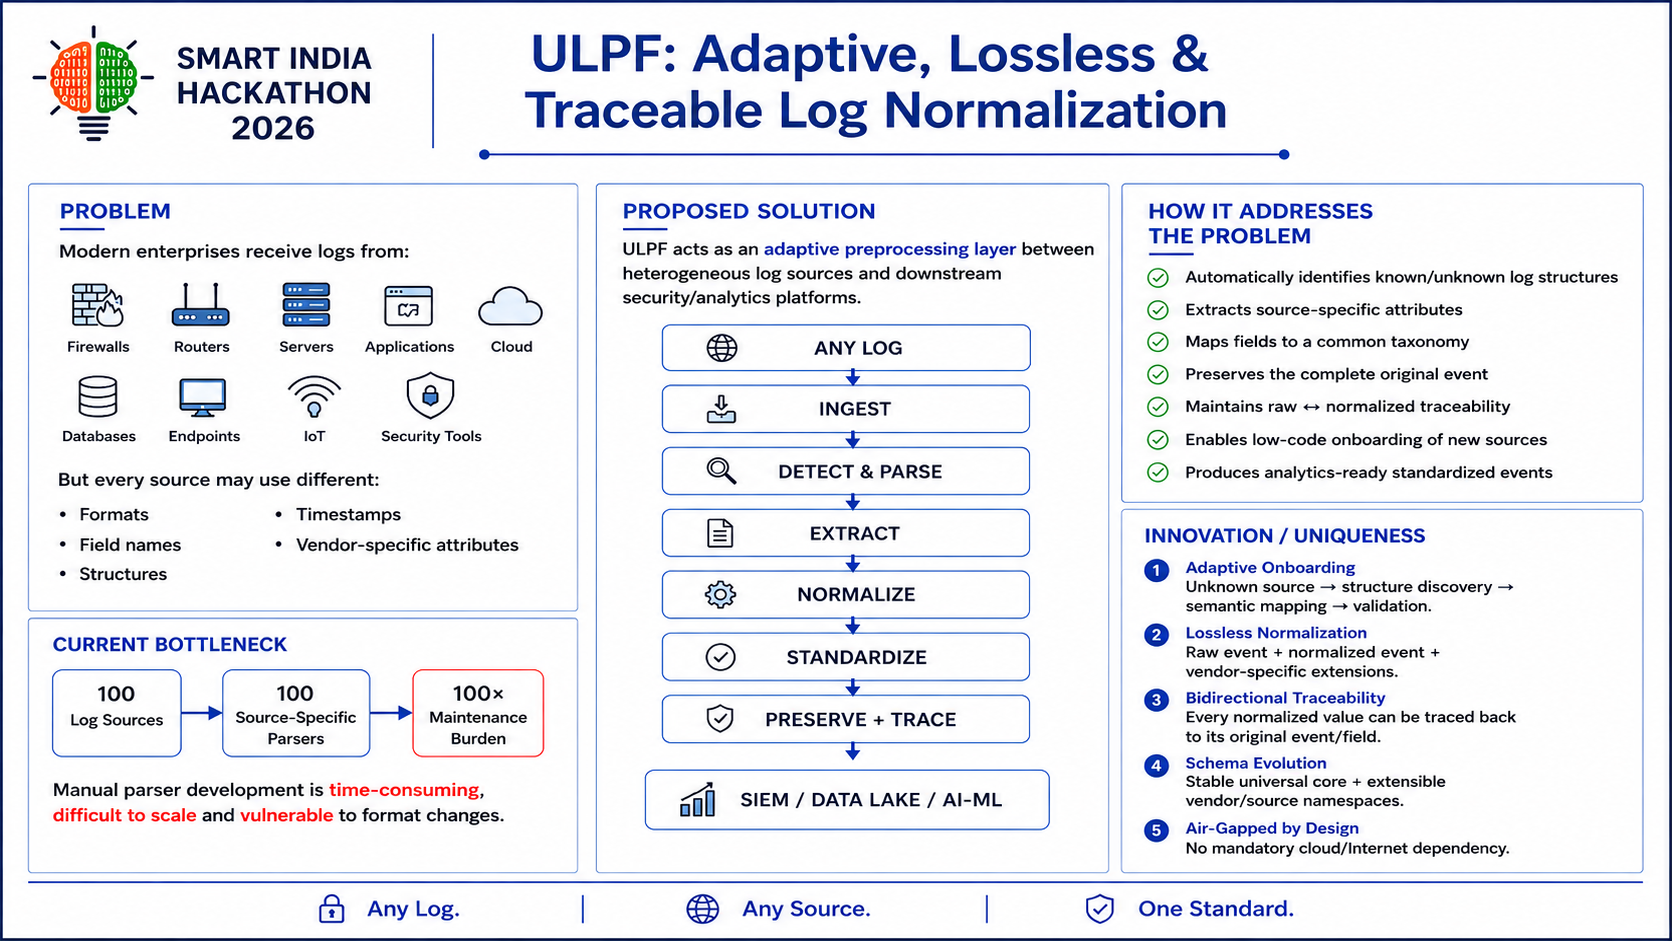 SMART INDIA
HACKATHON
2026
ULPF: Adaptive, Lossless &
Traceable Log Normalization
PROBLEM
Modern enterprises receive logs from:
Firewalls
Routers
Servers
Applications
Cloud
Databases
Endpoints
IoT
Security Tools
But every source may use different:
• Formats
• Field names
• Structures
• Timestamps
• Vendor-specific attributes
CURRENT BOTTLENECK
100
Log Sources
100
Source-Specific
Parsers
100×
Maintenance
Burden
Manual parser development is time-consuming,
difficult to scale and vulnerable to format changes.
PROPOSED SOLUTION
ULPF acts as an adaptive preprocessing layer between
heterogeneous log sources and downstream
security/analytics platforms.
ANY LOG
INGEST
DETECT & PARSE
EXTRACT
NORMALIZE
STANDARDIZE
PRESERVE + TRACE
SIEM / DATA LAKE / AI-ML
HOW IT ADDRESSES
THE PROBLEM
Automatically identifies known/unknown log structures
Extracts source-specific attributes
Maps fields to a common taxonomy
Preserves the complete original event
Maintains raw ↔ normalized traceability
Enables low-code onboarding of new sources
Produces analytics-ready standardized events
INNOVATION / UNIQUENESS
1 Adaptive Onboarding
Unknown source → structure discovery →
semantic mapping → validation.
2 Lossless Normalization
Raw event + normalized event +
vendor-specific extensions.
3 Bidirectional Traceability
Every normalized value can be traced back
to its original event/field.
4 Schema Evolution
Stable universal core + extensible
vendor/source namespaces.
5 Air-Gapped by Design
No mandatory cloud/Internet dependency.
Any Log.
Any Source.
One Standard.